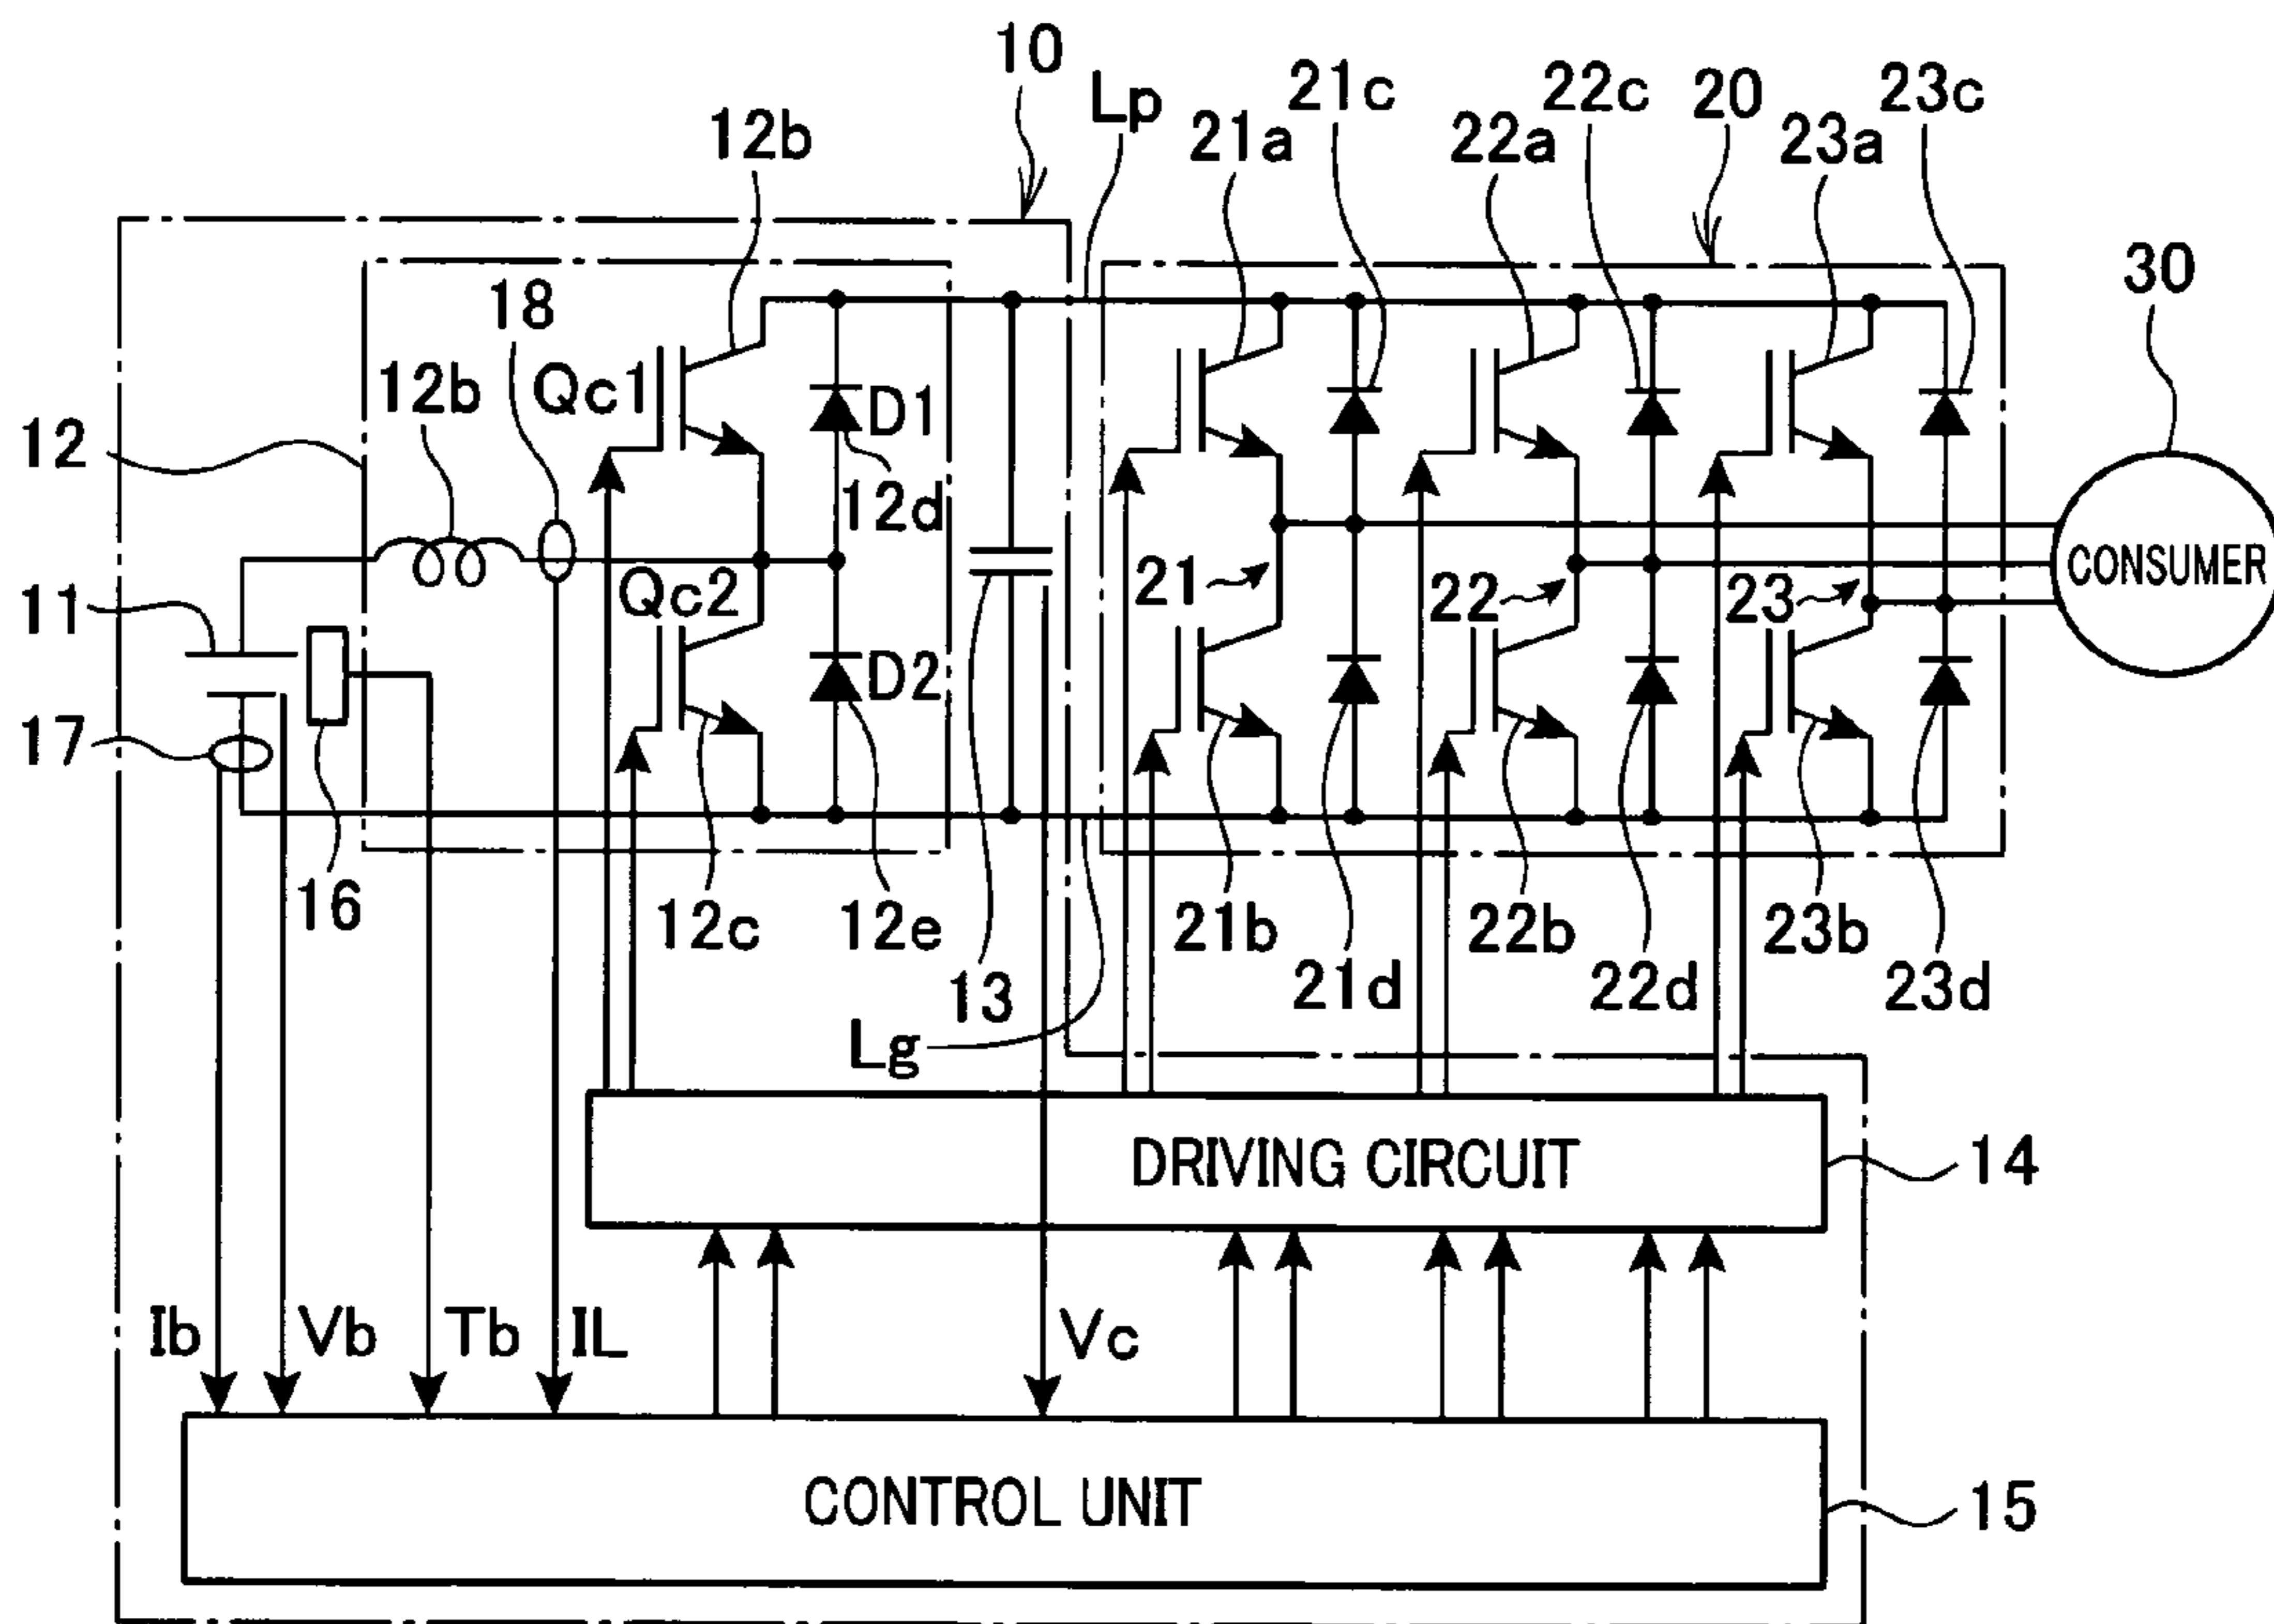 10
Lp
21c
22c
20
23c
12b
21a
22a
23a
30
18
12b
Qc1
D1
12
12d
11
Qc2
21
22
23
CONSUMER
D2
17
16
12c
12e
13
21b
22b
23b
21d
22d
23d
Lg
DRIVING CIRCUIT
14
Ib
Vb
Tb
IL
Vc
CONTROL UNIT
15